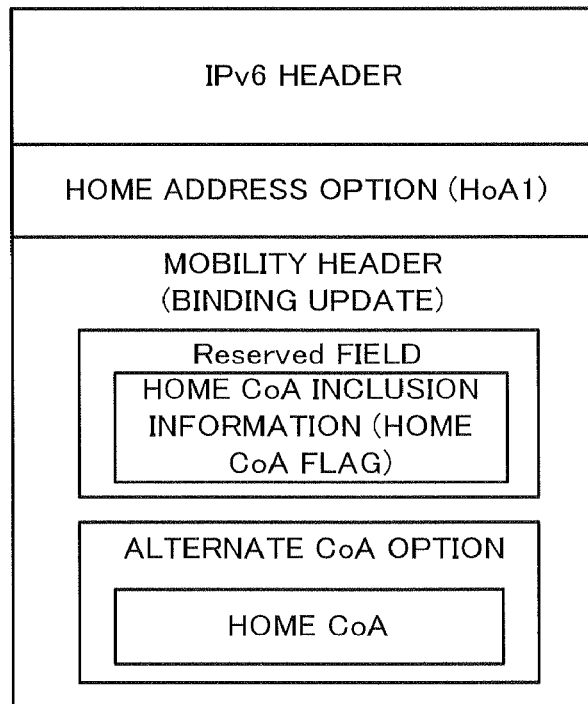 IPv6 HEADER
HOME ADDRESS OPTION (HoA1)
MOBILITY HEADER
(BINDING UPDATE)
Reserved FIELD
HOME CoA INCLUSION
INFORMATION (HOME
CoA FLAG)
ALTERNATE CoA OPTION
HOME CoA